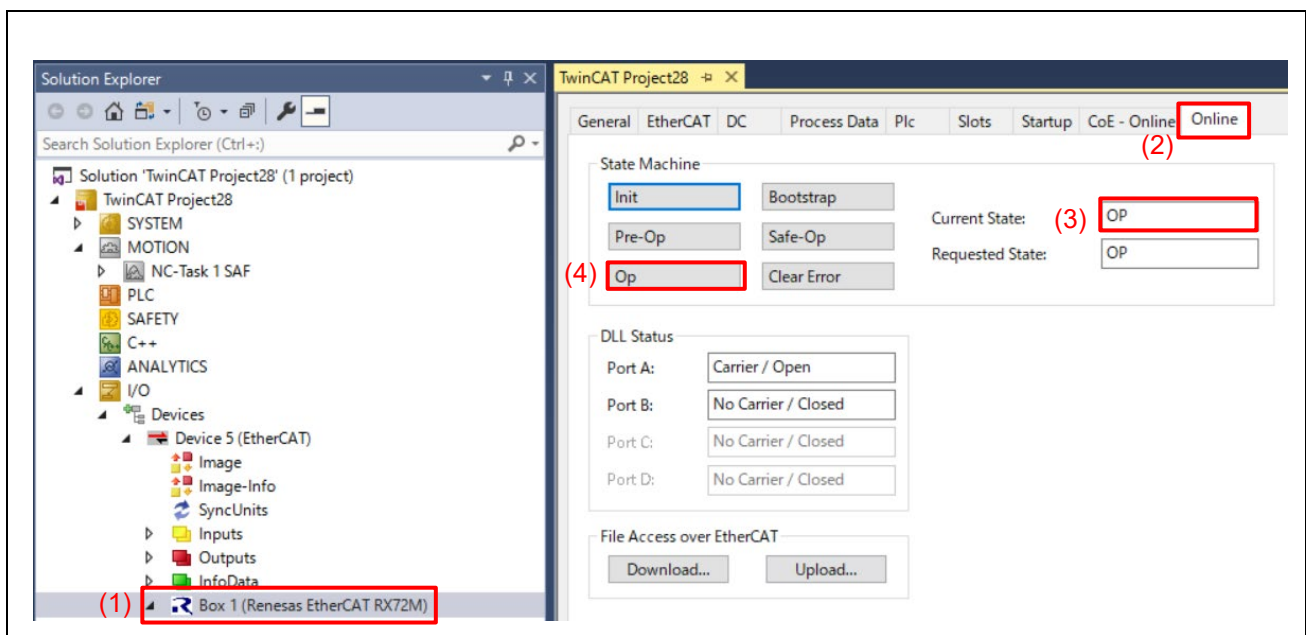 Solution Explorer
Search Solution Explorer (Ctrl+:)
Solution 'TwinCAT Project28' (1 project)
TwinCAT Project28
SYSTEM
MOTION
NC-Task 1 SAF
PLC
SAFETY
C++
ANALYTICS
I/O
Devices
Device 5 (EtherCAT)
Image
Image-Info
SyncUnits
Inputs
Outputs
InfoData
(1) Box 1 (Renesas EtherCAT RX72M)
TwinCAT Project28
General EtherCAT DC Process Data Plc Slots Startup CoE - Online Online
(2)
State Machine
Init Bootstrap
Current State: (3) OP
Pre-Op Safe-Op
Requested State: OP
(4) Op Clear Error
DLL Status
Port A: Carrier / Open
Port B: No Carrier / Closed
Port C: No Carrier / Closed
Port D: No Carrier / Closed
File Access over EtherCAT
Download... Upload...